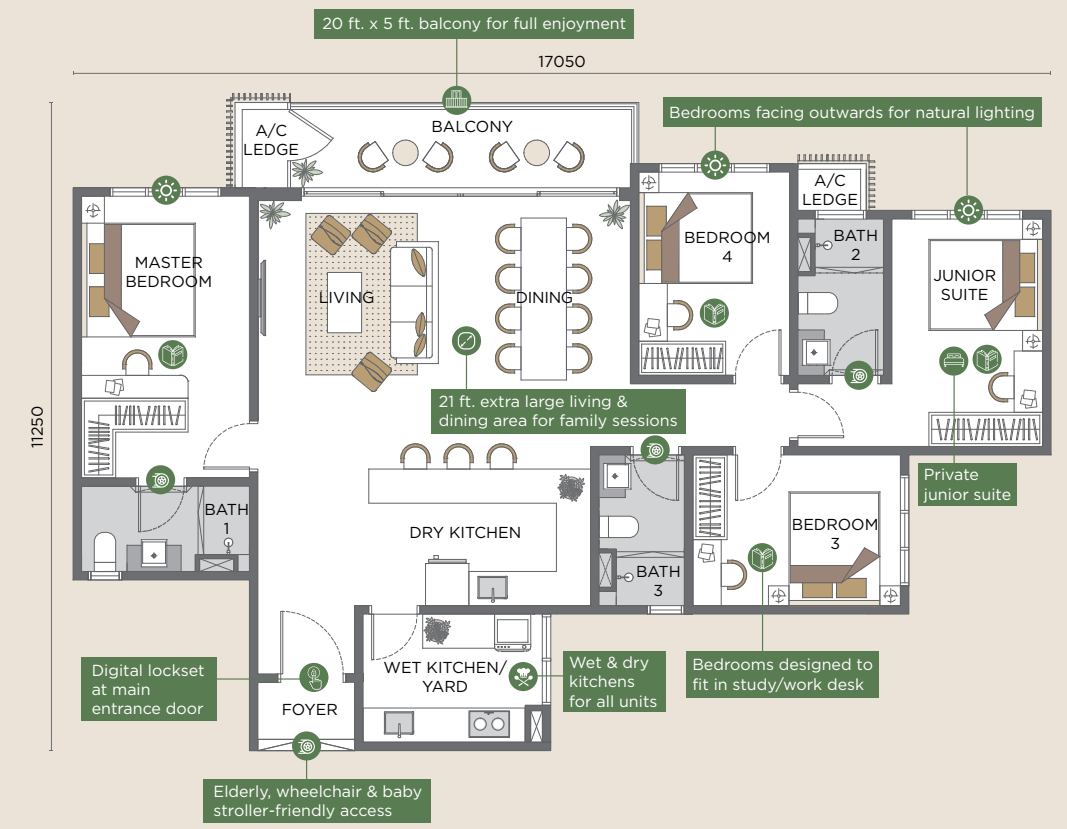 20 ft. x 5 ft. balcony for full enjoyment
17050
Bedrooms facing outwards for natural lighting
A/C
LEDGE
BALCONY
A/C
LEDGE
MASTER
BEDROOM
LIVING
DINING
BEDROOM
4
BATH
2
JUNIOR
SUITE
11250
21 ft. extra large living &
dining area for family sessions
Private
junior suite
BATH
1
DRY KITCHEN
BATH
3
BEDROOM
3
Digital lockset
at main
entrance door
FOYER
WET KITCHEN/
YARD
Wet & dry
kitchens
for all units
Bedrooms designed to
fit in study/work desk
Elderly, wheelchair & baby
stroller-friendly access